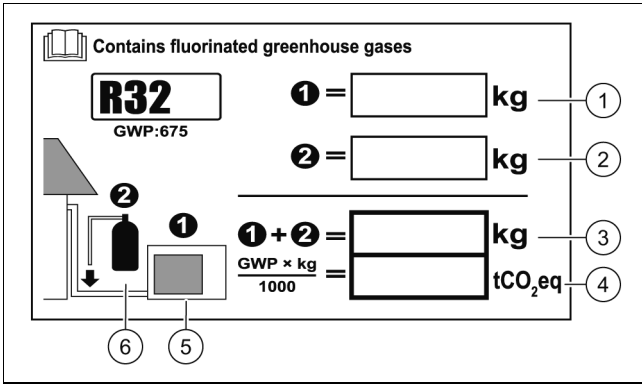 Contains fluorinated greenhouse gases
R32
GWP:675
❶ = kg
1
❷ = kg
2
❷
❶
❶+❷ = kg
3
GWP × kg
1000
= tCO₂eq
4
6
5